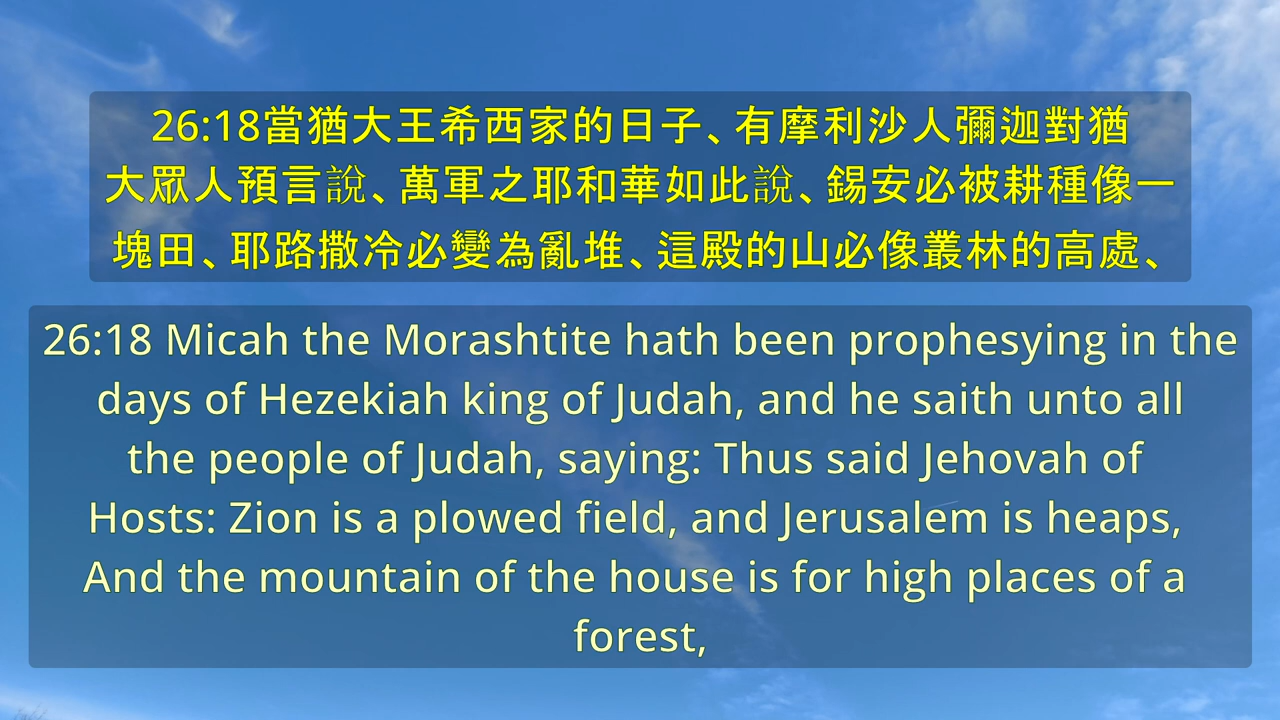 26:18當猶大王希西家的日子、有摩利沙人彌迦對猶
大眾人預言說、萬軍之耶和華如此說、錫安必被耕種像一
塊田、耶路撒冷必變為亂堆、這殿的山必像叢林的高處、
26:18 Micah the Morashtite hath been prophesying in the
days of Hezekiah king of Judah, and he saith unto all
the people of Judah, saying: Thus said Jehovah of
Hosts: Zion is a plowed field, and Jerusalem is heaps,
And the mountain of the house is for high places of a
forest,